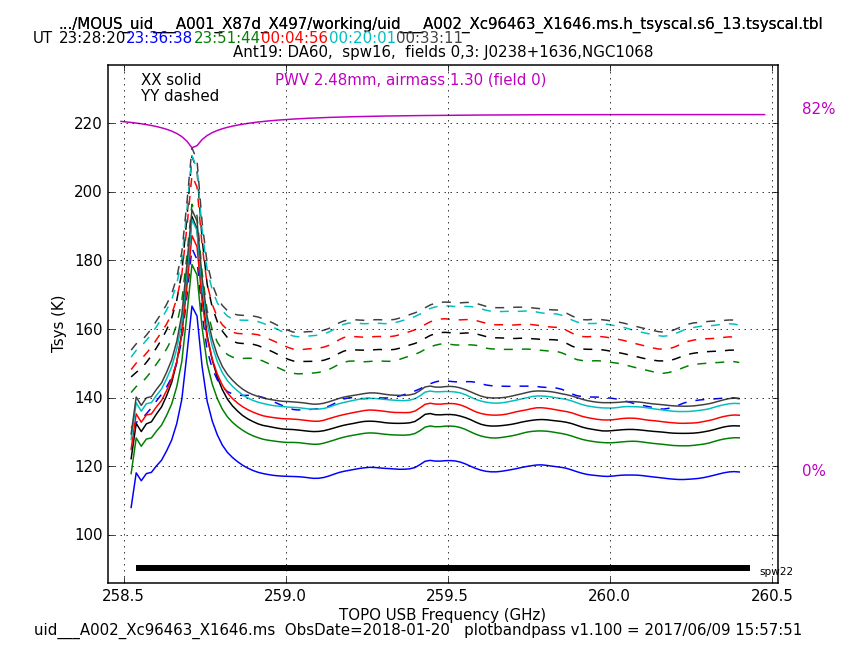 .../MOUS_uid___A001_X87d_X497/working/uid___A002_Xc96463_X1646.ms.h_tsyscal.s6_13.tsyscal.tbl
UT 23:28:20 23:36:38 23:51:44 00:04:56 00:20:01 00:33:11
Ant19: DA60, spw16, fields 0,3: J0238+1636,NGC1068
XX solid PWV 2.48mm, airmass 1.30 (field 0)
YY dashed
82%
220
200
180
160
140
120
100
Tsys (K)
0%
spw22
258.5 259.0 259.5 260.0 260.5
TOPO USB Frequency (GHz)
uid___A002_Xc96463_X1646.ms ObsDate=2018-01-20 plotbandpass v1.100 = 2017/06/09 15:57:51